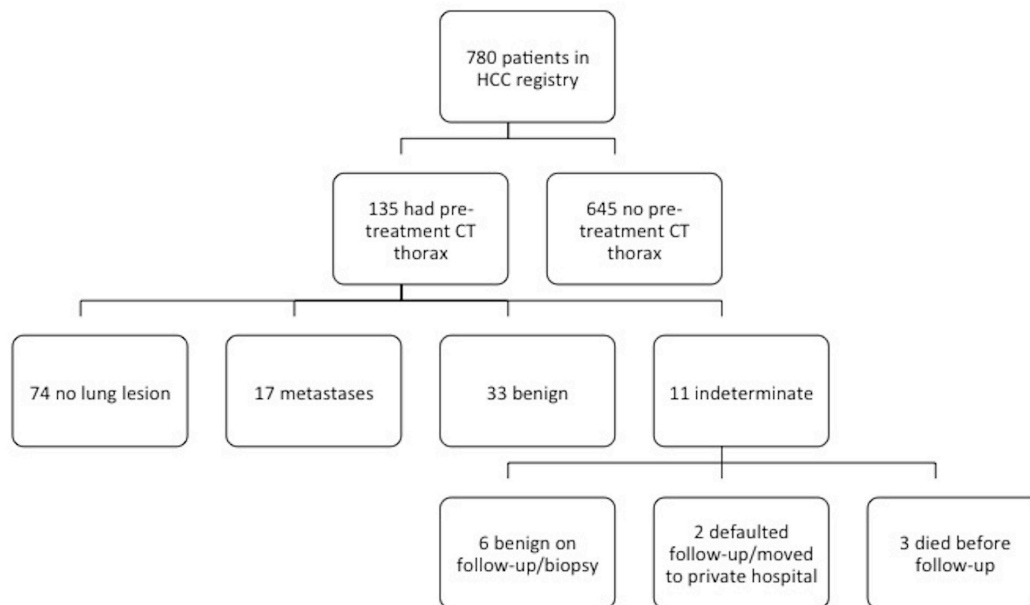 780 patients in
HCC registry
135 had pre-
treatment CT
thorax
645 no pre-
treatment CT
thorax
74 no lung lesion
17 metastases
33 benign
11 indeterminate
6 benign on
follow-up/biopsy
2 defaulted
follow-up/moved
to private hospital
3 died before
follow-up